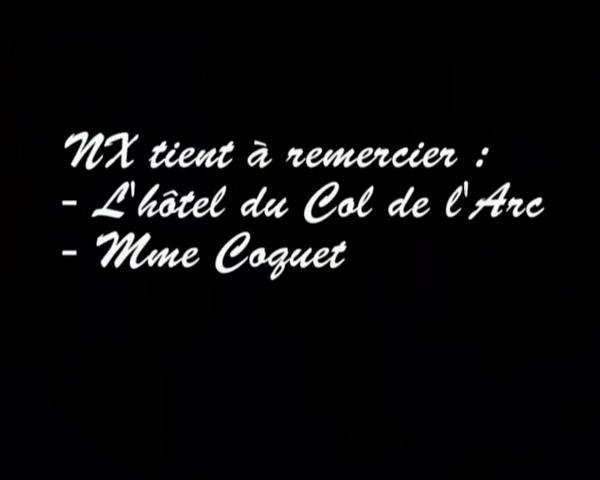 NX tient à remercier :
- L'hôtel du Col de l'Arc
- Mme Coquet